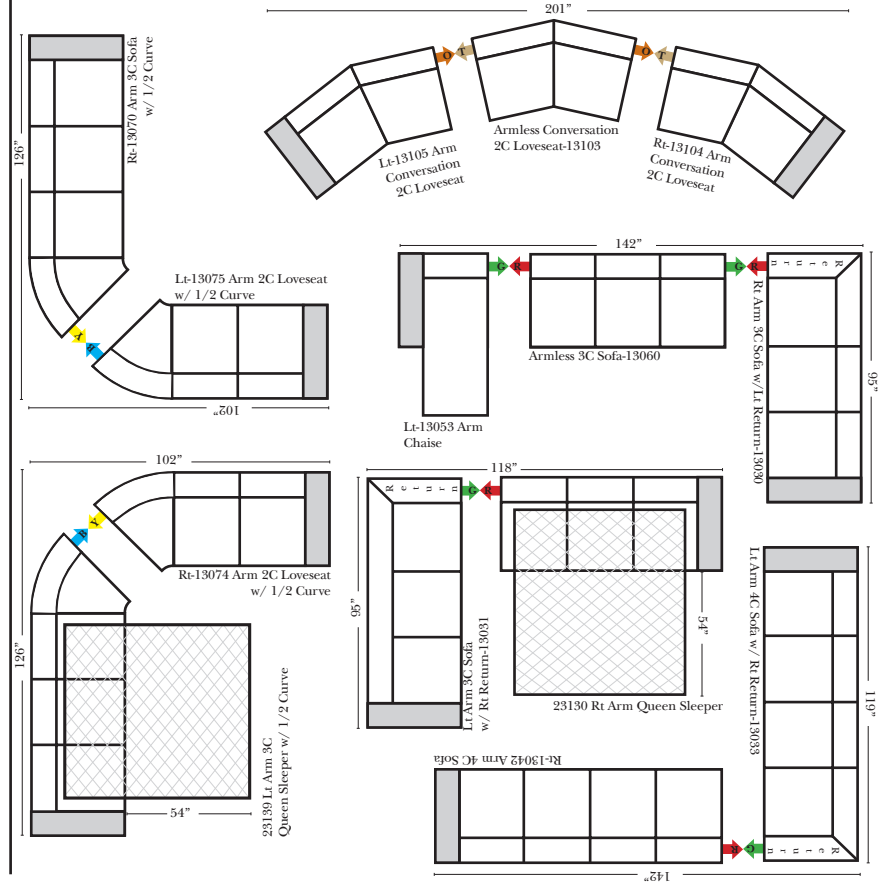 201”
O T
O T
Lt-13105 Arm
Conversation
2C Loveseat
Armless Conversation
2C Loveseat-13103
Rt-13104 Arm
Conversation
2C Loveseat
126”
Rt-13070 Arm 3C Sofa
w/ 1/2 Curve
Lt-13075 Arm 2C Loveseat
w/ 1/2 Curve
Y
B
102”
142”
G R
G R
Return
Lt-13053 Arm
Chaise
Armless 3C Sofa-13060
Rt Arm 3C Sofa w/Lt Return-13030
95”
102”
B Y
Rt-13074 Arm 2C Loveseat
w/ 1/2 Curve
126”
54”
23139 Lt Arm 3C
Queen Sleeper w/ 1/2 Curve
118”
Return
G R
95”
Lt Arm 3C Sofa
w/ Rt Return-13031
54”
23130 Rt Arm Queen Sleeper
Lt Arm 4C Sofa w/ Rt Return-13033
119”
Rt-13042 Arm 4C Sofa
R G
Return
142”